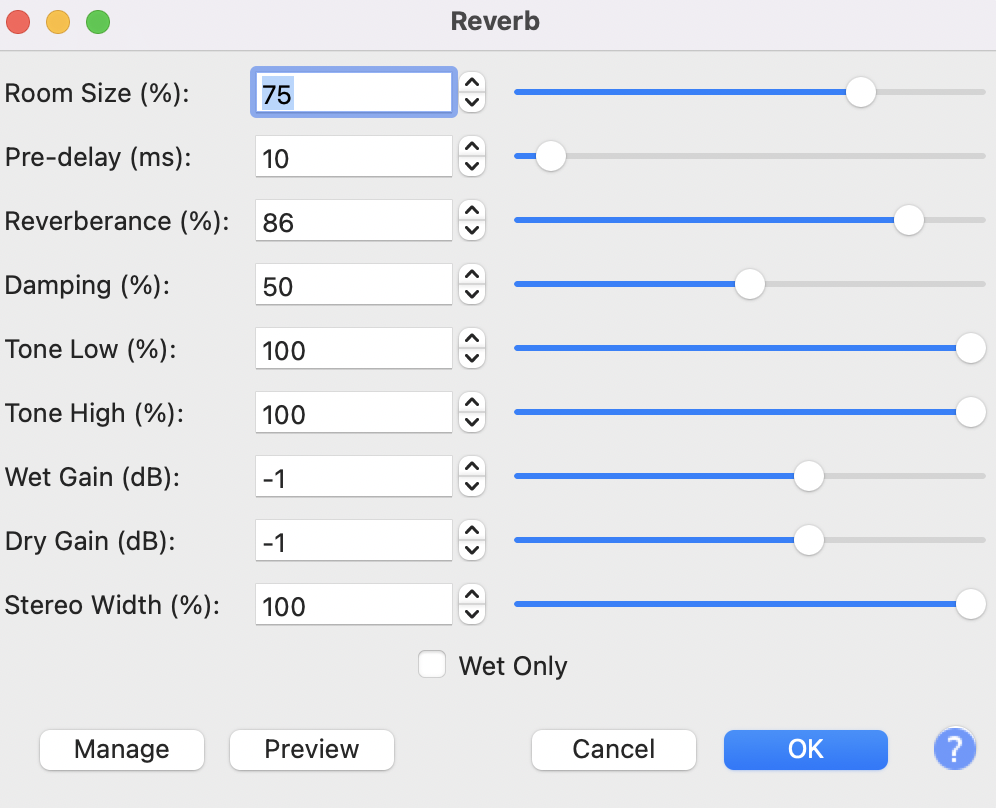 Reverb
Room Size (%): 75
Pre-delay (ms): 10
Reverberance (%): 86
Damping (%): 50
Tone Low (%): 100
Tone High (%): 100
Wet Gain (dB): -1
Dry Gain (dB): -1
Stereo Width (%): 100
Wet Only
Manage Preview Cancel OK ?